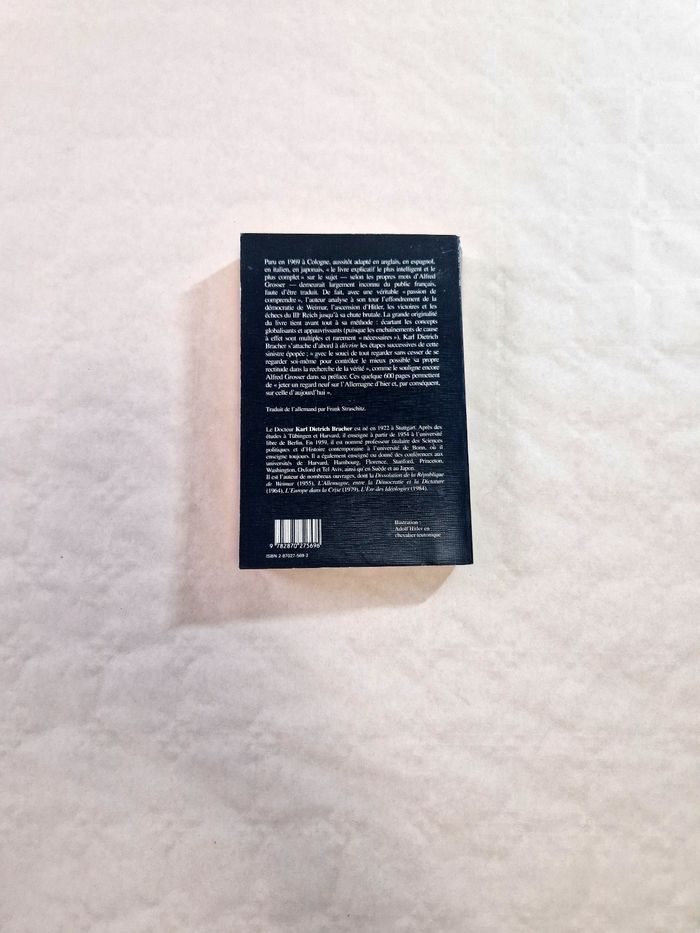 Paru en 1969 à Cologne, aussitôt adapté en anglais, en espagnol,
en italien, en japonais, « le livre explicatif le plus intelligent et le
plus complet » sur le sujet — selon les propres mots d'Alfred
Grosser — demeurait largement inconnu du public français,
faute d'être traduit. De fait, avec une véritable « passion de
comprendre », l'auteur analyse à son tour l'effondrement de la
démocratie de Weimar, l'ascension d'Hitler, les victoires et les
échecs du IIIe Reich jusqu'à sa chute brutale. La grande originalité
du livre tient avant tout à sa méthode : écartant les concepts
globalisants et appauvrissants (puisque les enchaînements de cause
à effet sont multiples et rarement « nécessaires »), Karl Dietrich
Bracher s'attache d'abord à décrire les étapes successives de cette
sinistre épopée : « avec le souci de tout regarder sans cesser de se
regarder soi-même pour contrôler le mieux possible sa propre
rectitude dans la recherche de la vérité », comme le souligne encore
Alfred Grosser dans sa préface. Ces quelque 600 pages permettent
de « jeter un regard neuf sur l'Allemagne d'hier et, par conséquent,
sur celle d'aujourd'hui ».
Traduit de l'allemand par Frank Straschitz.
Le Docteur Karl Dietrich Bracher est né en 1922 à Stuttgart. Après des
études à Tübingen et Harvard, il enseigne à partir de 1954 à l'université
libre de Berlin. En 1959, il est nommé professeur titulaire des Sciences
politiques et d'Histoire contemporaine à l'université de Bonn, où il
enseigne toujours. Il a également enseigné ou donné des conférences aux
universités de Harvard, Hambourg, Florence, Stanford, Princeton,
Washington, Oxford et Tel Aviv, ainsi qu'en Suède et au Japon.
Il est l'auteur de nombreux ouvrages, dont la Dissolution de la République
de Weimar (1955), L'Allemagne, entre la Démocratie et la Dictature
(1964), L'Europe dans la Crise (1979), L'Ère des Idéologies (1984).
9 782870 275696
ISBN 2-87027-569-2
Illustration :
Adolf Hitler en
chevalier teutonique